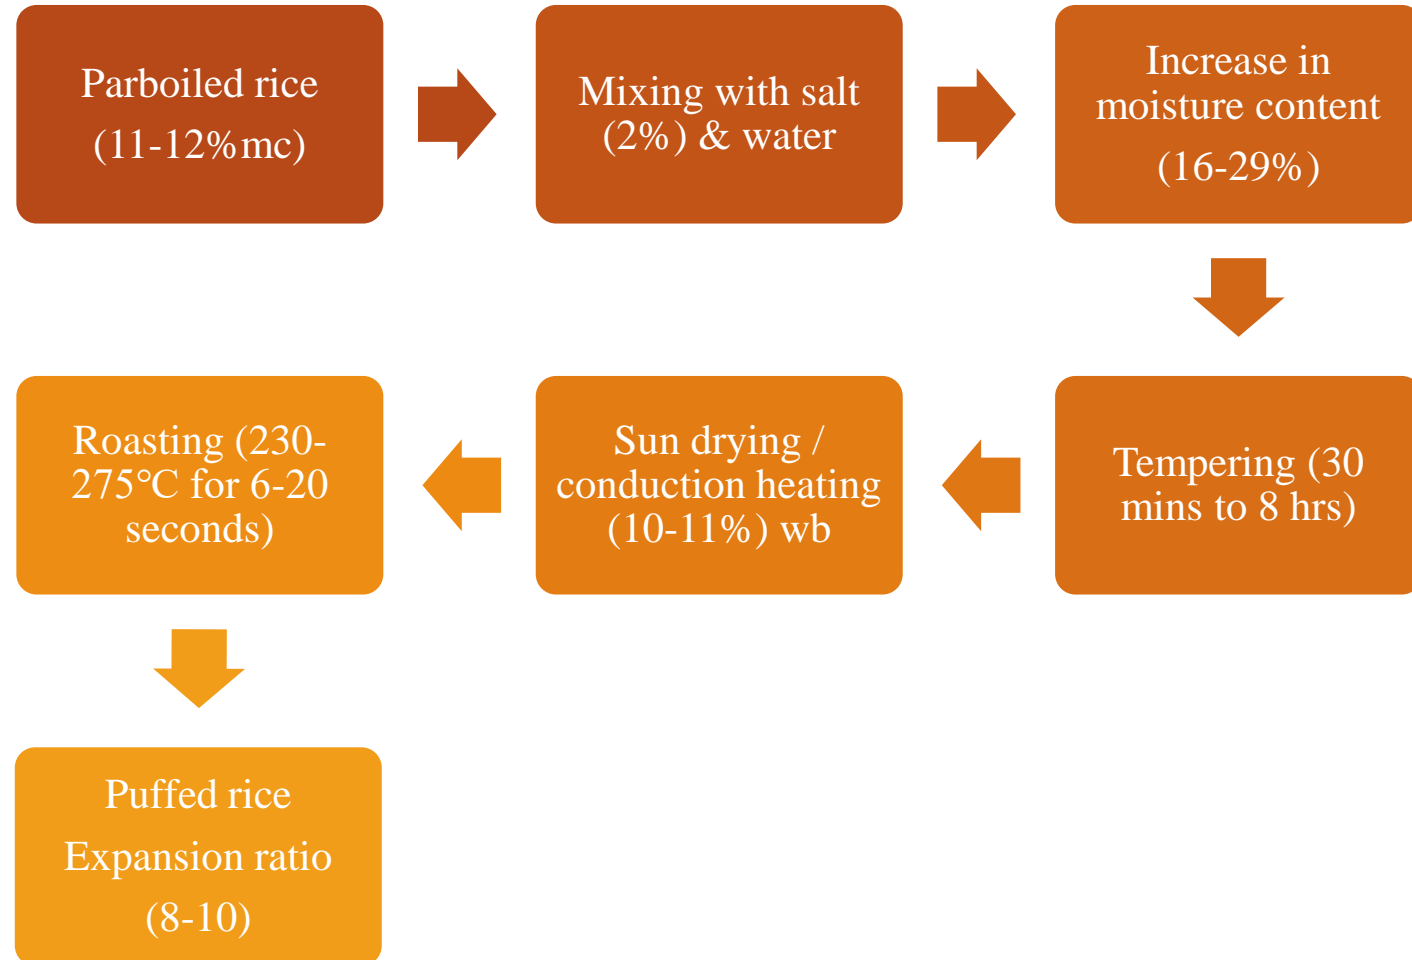 Parboiled rice
(11-12%mc)
Mixing with salt
(2%) & water
Increase in
moisture content
(16-29%)
Tempering (30
mins to 8 hrs)
Sun drying /
conduction heating
(10-11%) wb
Roasting (230-
275°C for 6-20
seconds)
Puffed rice
Expansion ratio
(8-10)